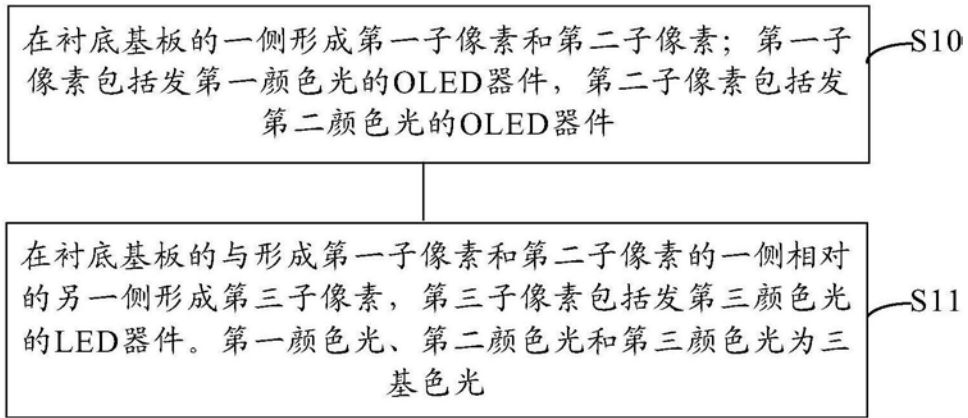 在衬底基板的一侧形成第一子像素和第二子像素；第一子
像素包括发第一颜色光的OLED器件，第二子像素包括发
第二颜色光的OLED器件
S10
在衬底基板的与形成第一子像素和第二子像素的一侧相对
的另一侧形成第三子像素，第三子像素包括发第三颜色光
的LED器件。第一颜色光、第二颜色光和第三颜色光为三
基色光
S11